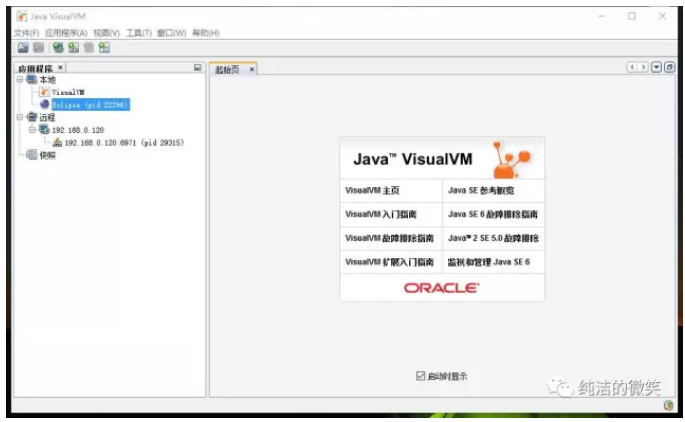 Java VisualVM
文件(F) 应用程序(A) 视图(V) 工具(T) 窗口(W) 帮助(H)
应用程序 ×
起始页 ×
本地
VisualVM
Eclipse (pid 22296)
远程
192.168.0.120
192.168.0.120:6971 (pid 29315)
快照
Java™ VisualVM
VisualVM 主页
Java SE 参考概览
VisualVM 入门指南
Java SE 6 故障排除指南
VisualVM 故障排除指南
Java™ 2 SE 5.0 故障排除
VisualVM 扩展入门指南
监视和管理 Java SE 6
ORACLE
启动时显示
纯洁的微笑